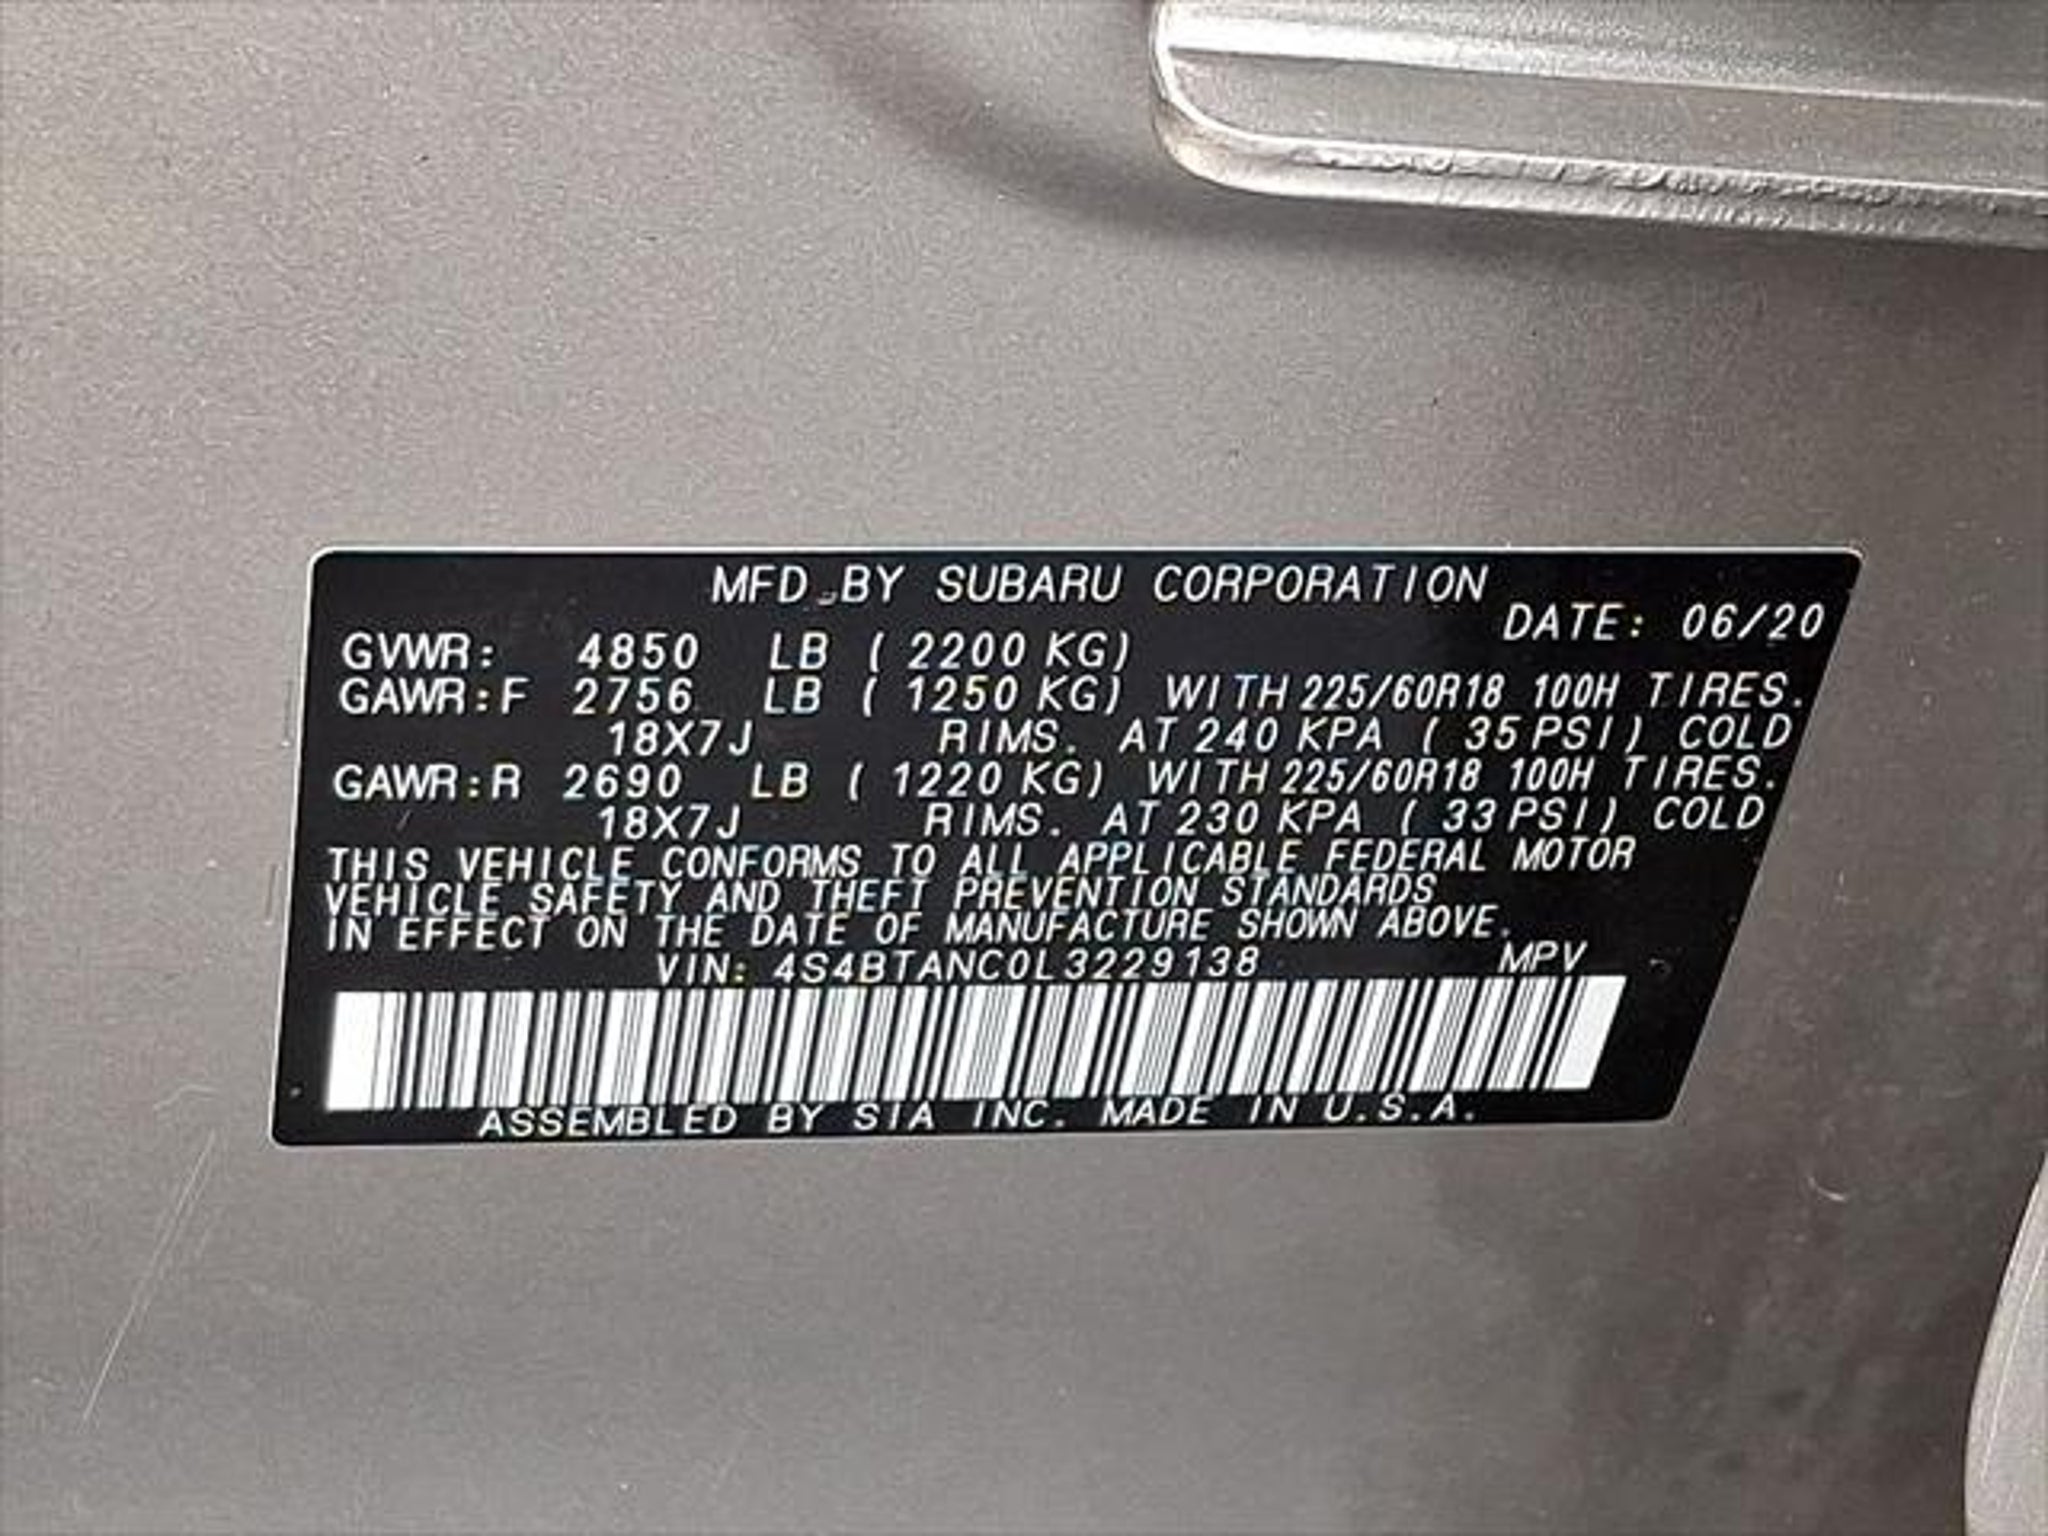 MFD.BY SUBARU CORPORATION
DATE: 06/20
GVWR: 4850 LB ( 2200 KG)
GAWR:F 2756 LB ( 1250 KG) WITH 225/60R18 100H TIRES.
18X7J RIMS. AT 240 KPA ( 35 PSI) COLD
GAWR:R 2690 LB ( 1220 KG) WITH 225/60R18 100H TIRES.
18X7J RIMS. AT 230 KPA ( 33 PSI) COLD
THIS VEHICLE CONFORMS TO ALL APPLICABLE FEDERAL MOTOR
VEHICLE SAFETY AND THEFT PREVENTION STANDARDS
IN EFFECT ON THE DATE OF MANUFACTURE SHOWN ABOVE.
VIN: 4S4BTANC0L3229138 MPV
ASSEMBLED BY SIA INC. MADE IN U.S.A.